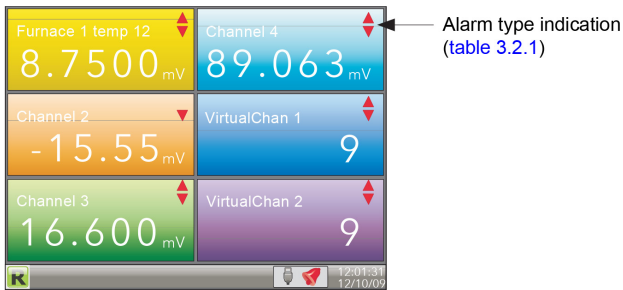 Furnace 1 temp 12
8.7500 mV
Channel 4
89.063 mV
Alarm type indication
(table 3.2.1)
Channel 2
-15.55 mV
VirtualChan 1
9
Channel 3
16.600 mV
VirtualChan 2
9
K
12:01:31
12/10/09